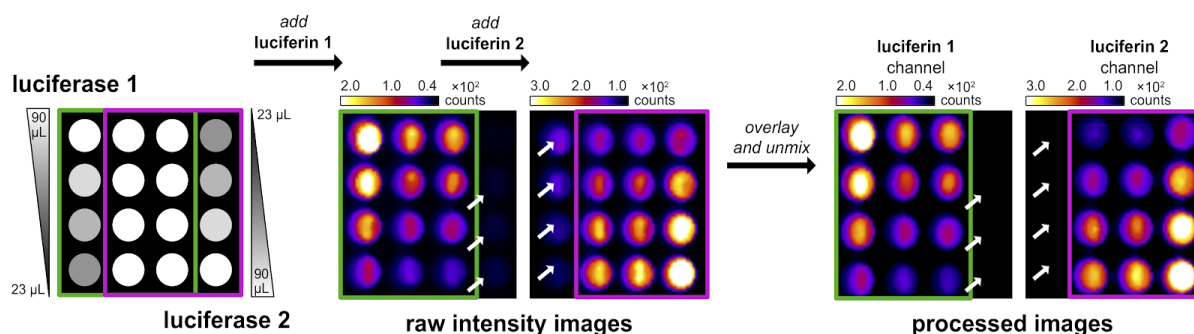 add
luciferin 1
add
luciferin 2
luciferase 1
90
µL
23 µL
23 µL
90
µL
luciferase 2
2.0 1.0 0.4 ×10²
counts
3.0 2.0 1.0 ×10²
counts
raw intensity images
overlay
and unmix
luciferin 1
channel
2.0 1.0 0.4 ×10²
counts
luciferin 2
channel
3.0 2.0 1.0 ×10²
counts
processed images